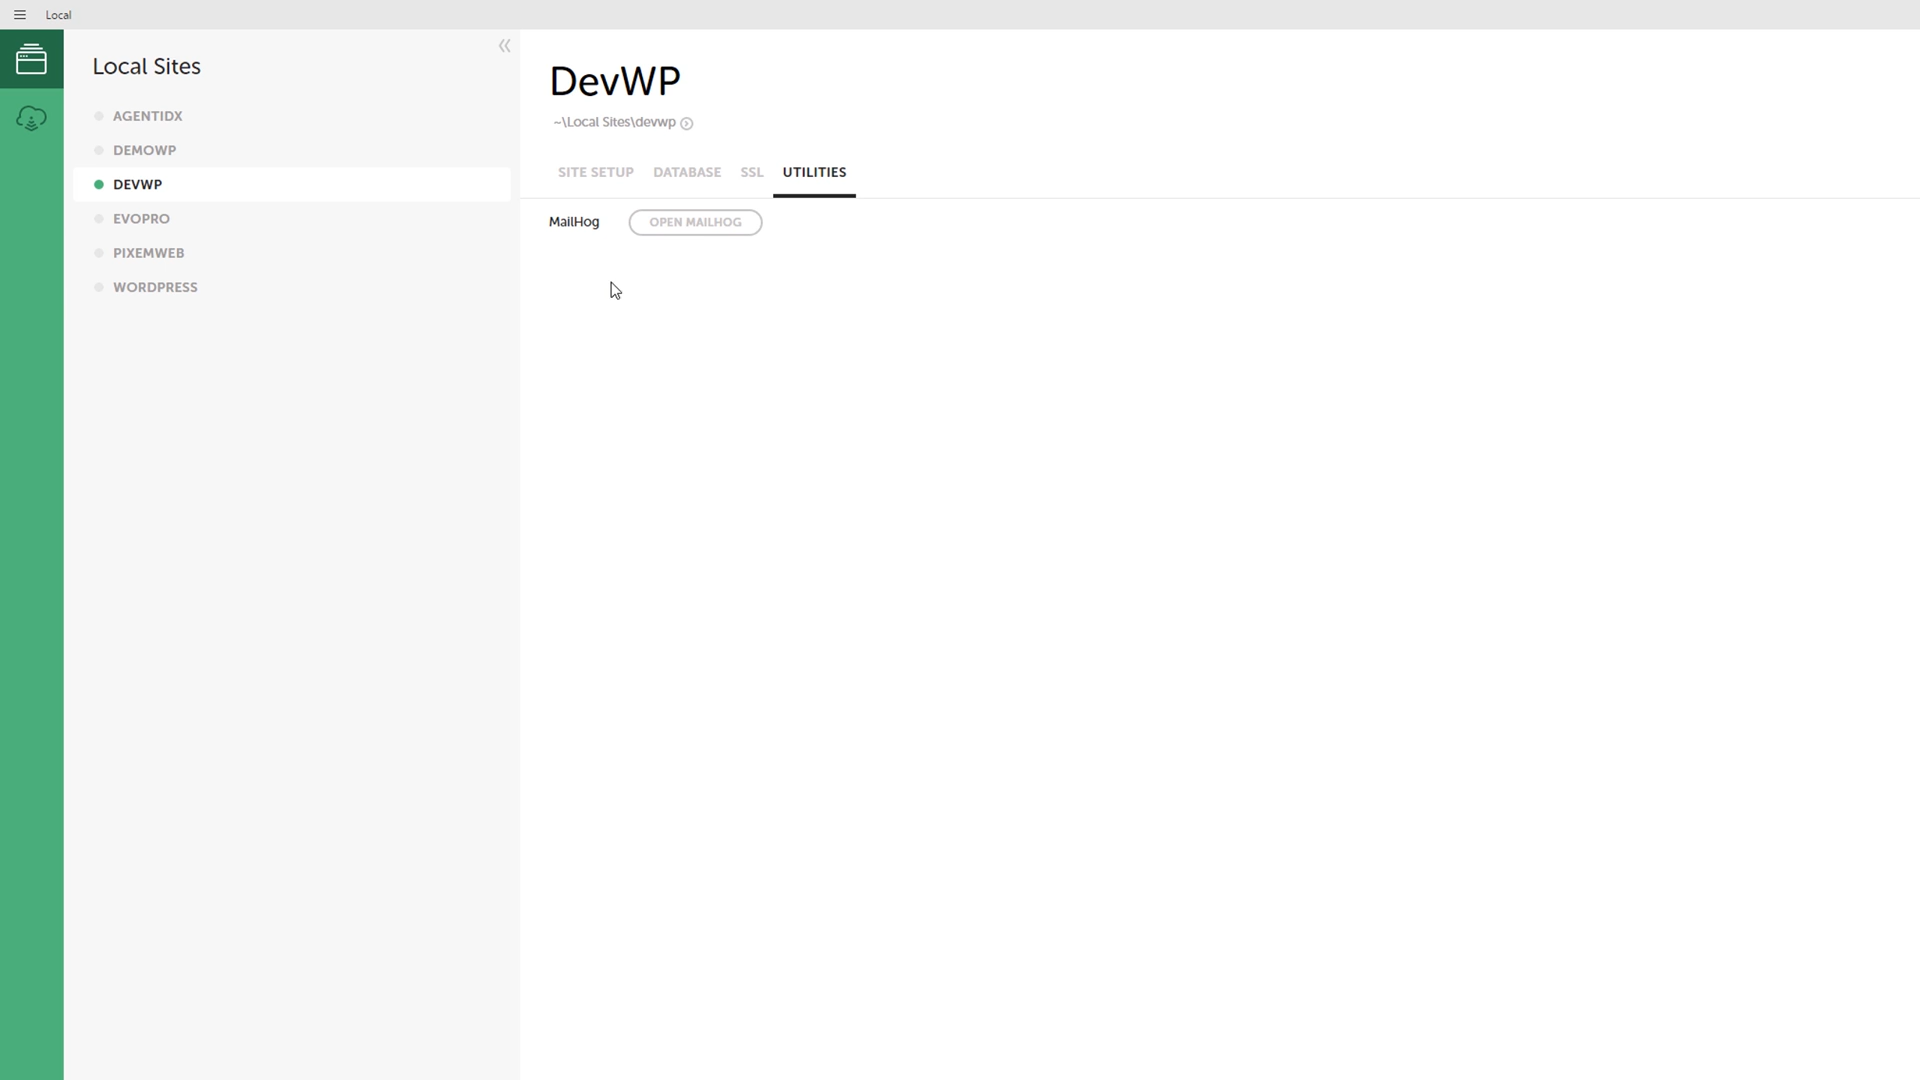 Local
Local Sites
AGENTIDX
DEMOWP
DEVWP
EVOPRO
PIXEMWEB
WORDPRESS
DevWP
~\Local Sites\devwp
SITE SETUP DATABASE SSL UTILITIES
MailHog OPEN MAILHOG